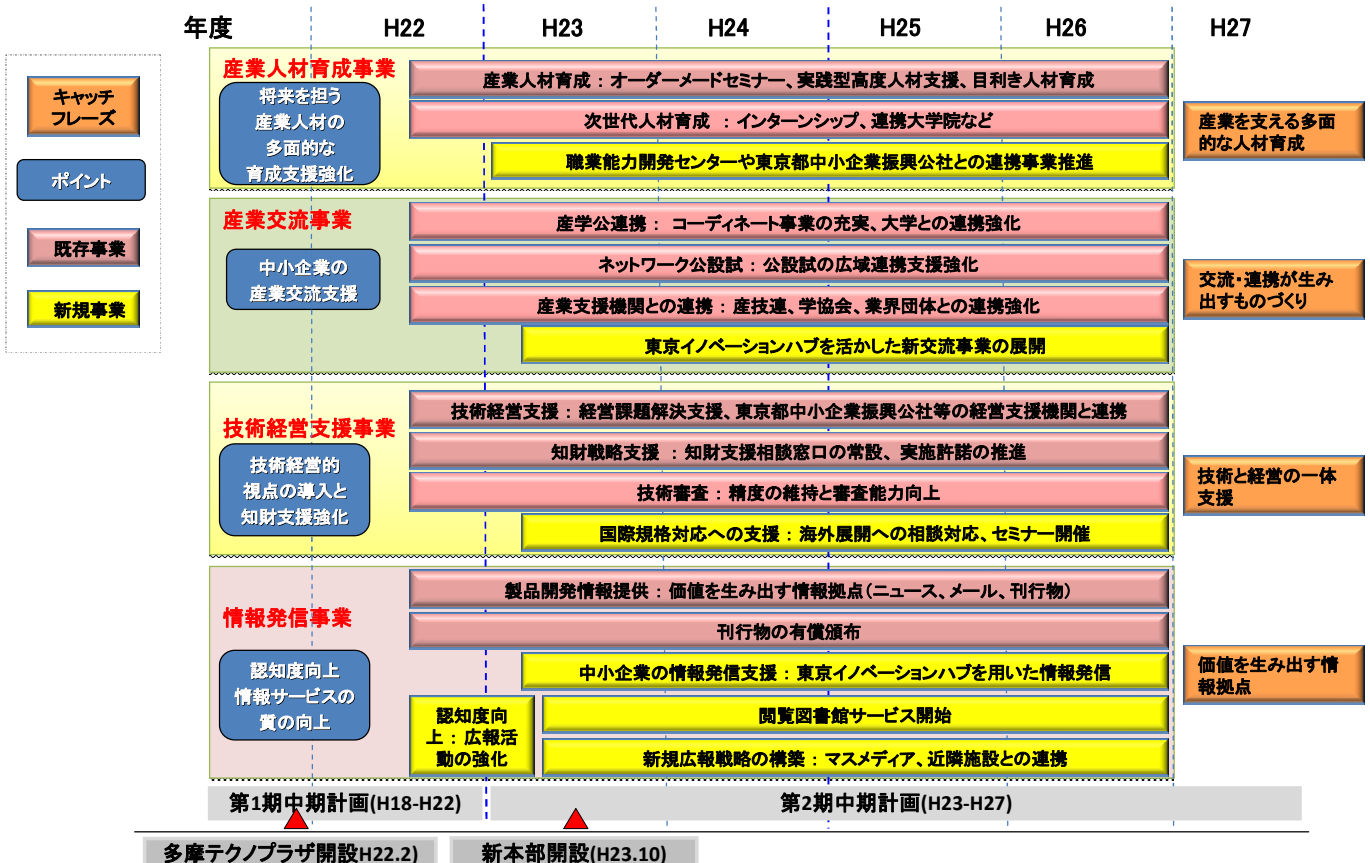 年度 H22 H23 H24 H25 H26 H27
キャッチ
フレーズ
ポイント
既存事業
新規事業
産業人材育成事業
将来を担う
産業人材の
多面的な
育成支援強化
産業人材育成：オーダーメードセミナー、実践型高度人材支援、目利き人材育成
次世代人材育成 ：インターンシップ、連携大学院など
職業能力開発センターや東京都中小企業振興公社との連携事業推進
産業を支える多面
的な人材育成
産業交流事業
中小企業の
産業交流支援
産学公連携： コーディネート事業の充実、大学との連携強化
ネットワーク公設試：公設試の広域連携支援強化
産業支援機関との連携：産技連、学協会、業界団体との連携強化
東京イノベーションハブを活かした新交流事業の展開
交流・連携が生み
出すものづくり
技術経営支援事業
技術経営的
視点の導入と
知財支援強化
技術経営支援：経営課題解決支援、東京都中小企業振興公社等の経営支援機関と連携
知財戦略支援：知財支援相談窓口の常設、実施許諾の推進
技術審査：精度の維持と審査能力向上
国際規格対応への支援：海外展開への相談対応、セミナー開催
技術と経営の一体
支援
情報発信事業
認知度向上
情報サービスの
質の向上
製品開発情報提供：価値を生み出す情報拠点（ニュース、メール、刊行物）
刊行物の有償頒布
中小企業の情報発信支援：東京イノベーションハブを用いた情報発信
認知度向
上：広報活
動の強化
閲覧図書館サービス開始
新規広報戦略の構築：マスメディア、近隣施設との連携
価値を生み出す情
報拠点
第1期中期計画(H18-H22)
第2期中期計画(H23-H27)
多摩テクノプラザ開設H22.2)
新本部開設(H23.10)